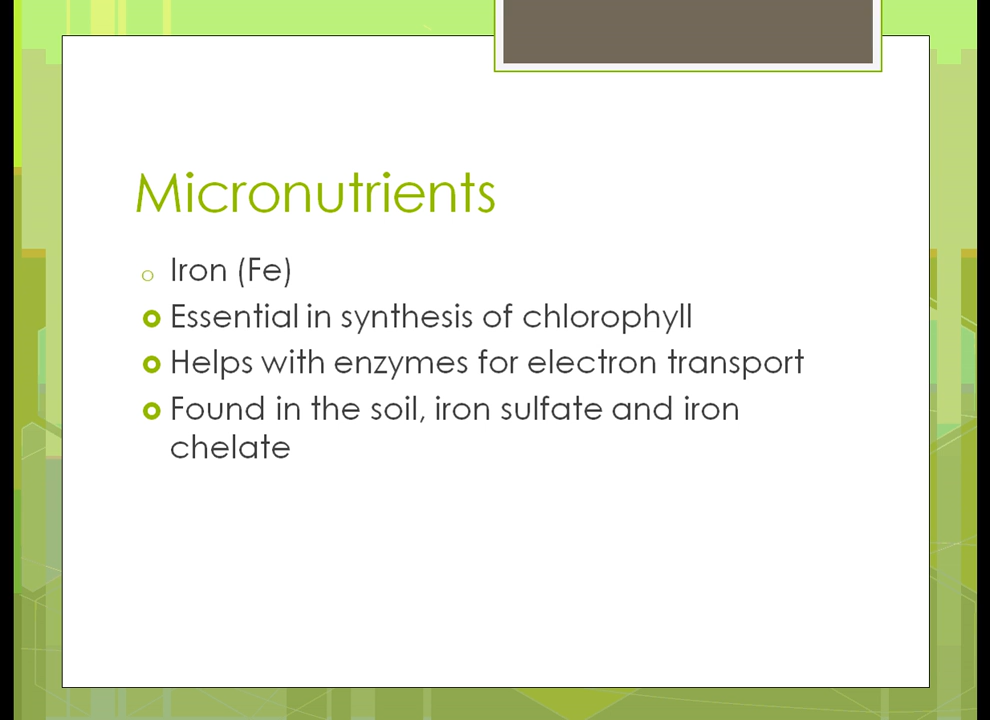 Micronutrients
Iron (Fe)
Essential in synthesis of chlorophyll
Helps with enzymes for electron transport
Found in the soil, iron sulfate and iron
chelate